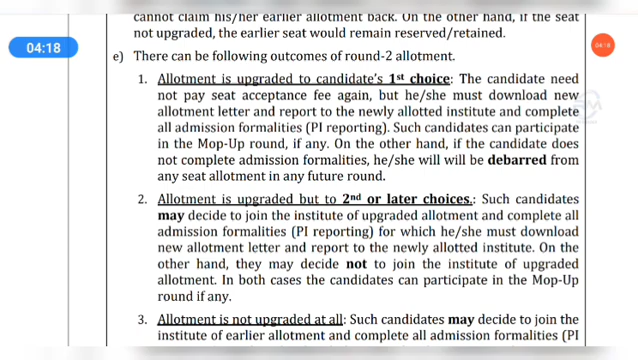 cannot claim his/her earlier allotment back. On the other hand, if the seat
not upgraded, the earlier seat would remain reserved/retained.
04:18
04:18
e) There can be following outcomes of round-2 allotment.
1. Allotment is upgraded to candidate's 1st choice: The candidate need
not pay seat acceptance fee again, but he/she must download new
allotment letter and report to the newly allotted institute and complete
all admission formalities (PI reporting). Such candidates can participate
in the Mop-Up round, if any. On the other hand, if the candidate does
not complete admission formalities, he/she will will be debarred from
any seat allotment in any future round.
2. Allotment is upgraded but to 2nd or later choices.: Such candidates
may decide to join the institute of upgraded allotment and complete all
admission formalities (PI reporting) for which he/she must download
new allotment letter and report to the newly allotted institute. On the
other hand, they may decide not to join the institute of upgraded
allotment. In both cases the candidates can participate in the Mop-Up
round if any.
3. Allotment is not upgraded at all: Such candidates may decide to join the
institute of earlier allotment and complete all admission formalities (PI